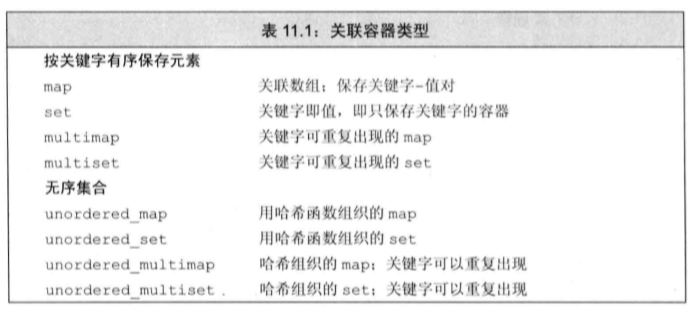 表 11.1：关联容器类型
按关键字有序保存元素
map 关联数组；保存关键字-值对
set 关键字即值，即只保存关键字的容器
multimap 关键字可重复出现的 map
multiset 关键字可重复出现的 set
无序集合
unordered_map 用哈希函数组织的 map
unordered_set 用哈希函数组织的 set
unordered_multimap 哈希组织的 map；关键字可以重复出现
unordered_multiset 哈希组织的 set；关键字可以重复出现